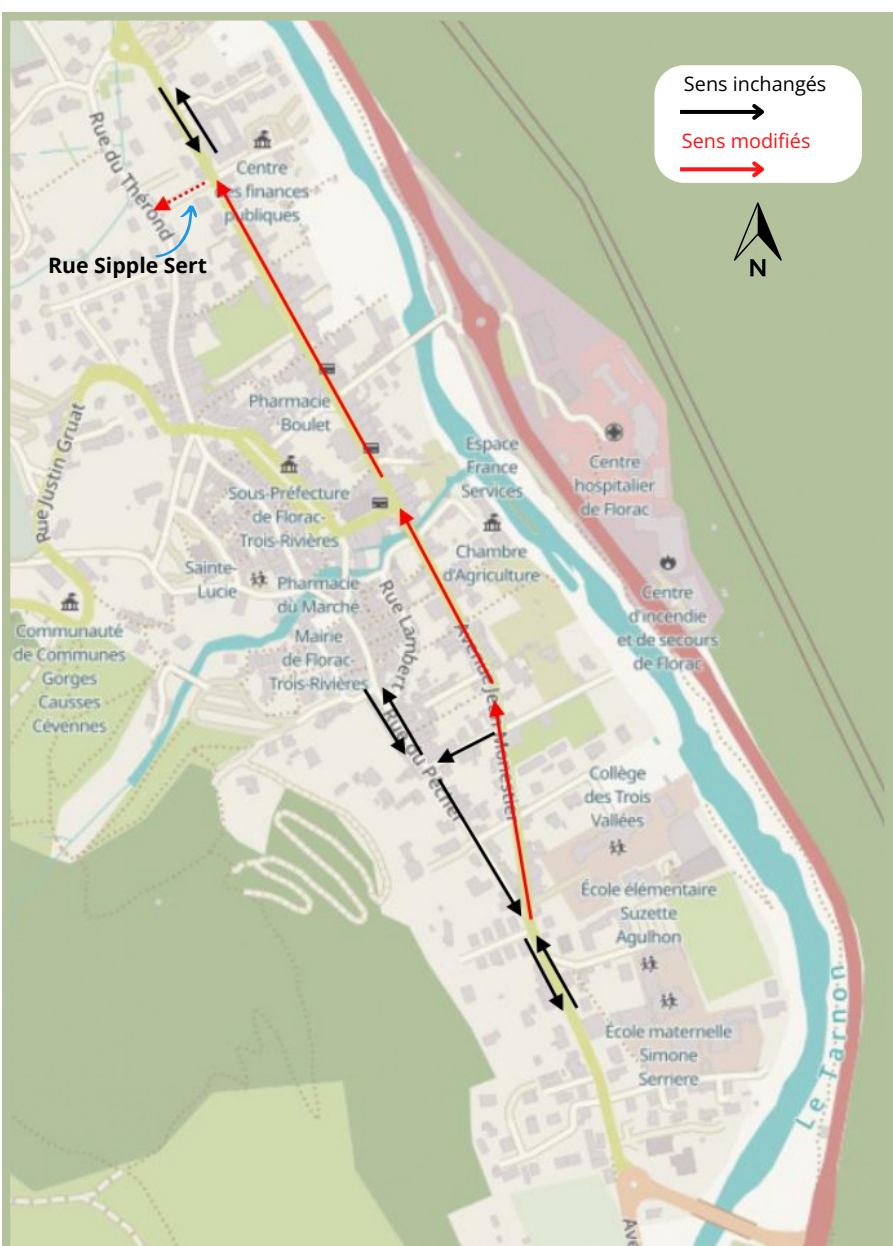 Sens inchangés
Sens modifiés
N
Rue du Thérond
Centre
des finances
publiques
Rue Sipple Sert
Pharmacie
Boulet
Rue Justin Gruat
Sous-Préfecture
de Florac-
Trois-Rivières
Espace
France
Services
Centre
hospitalier
de Florac
Sainte-
Lucie
Pharmacie
du Marché
Chambre
d'Agriculture
Rue Lambert
Avenue Jean Monestier
Centre
d'incendie
et de secours
de Florac
Communauté
de Communes
Gorges
Causses
Cévennes
Mairie
de Florac-
Trois-Rivières
Rue du Pêcher
Collège
des Trois
Vallées
École élémentaire
Suzette
Agulhon
École maternelle
Simone
Serriere
Le Tarnon
Ave